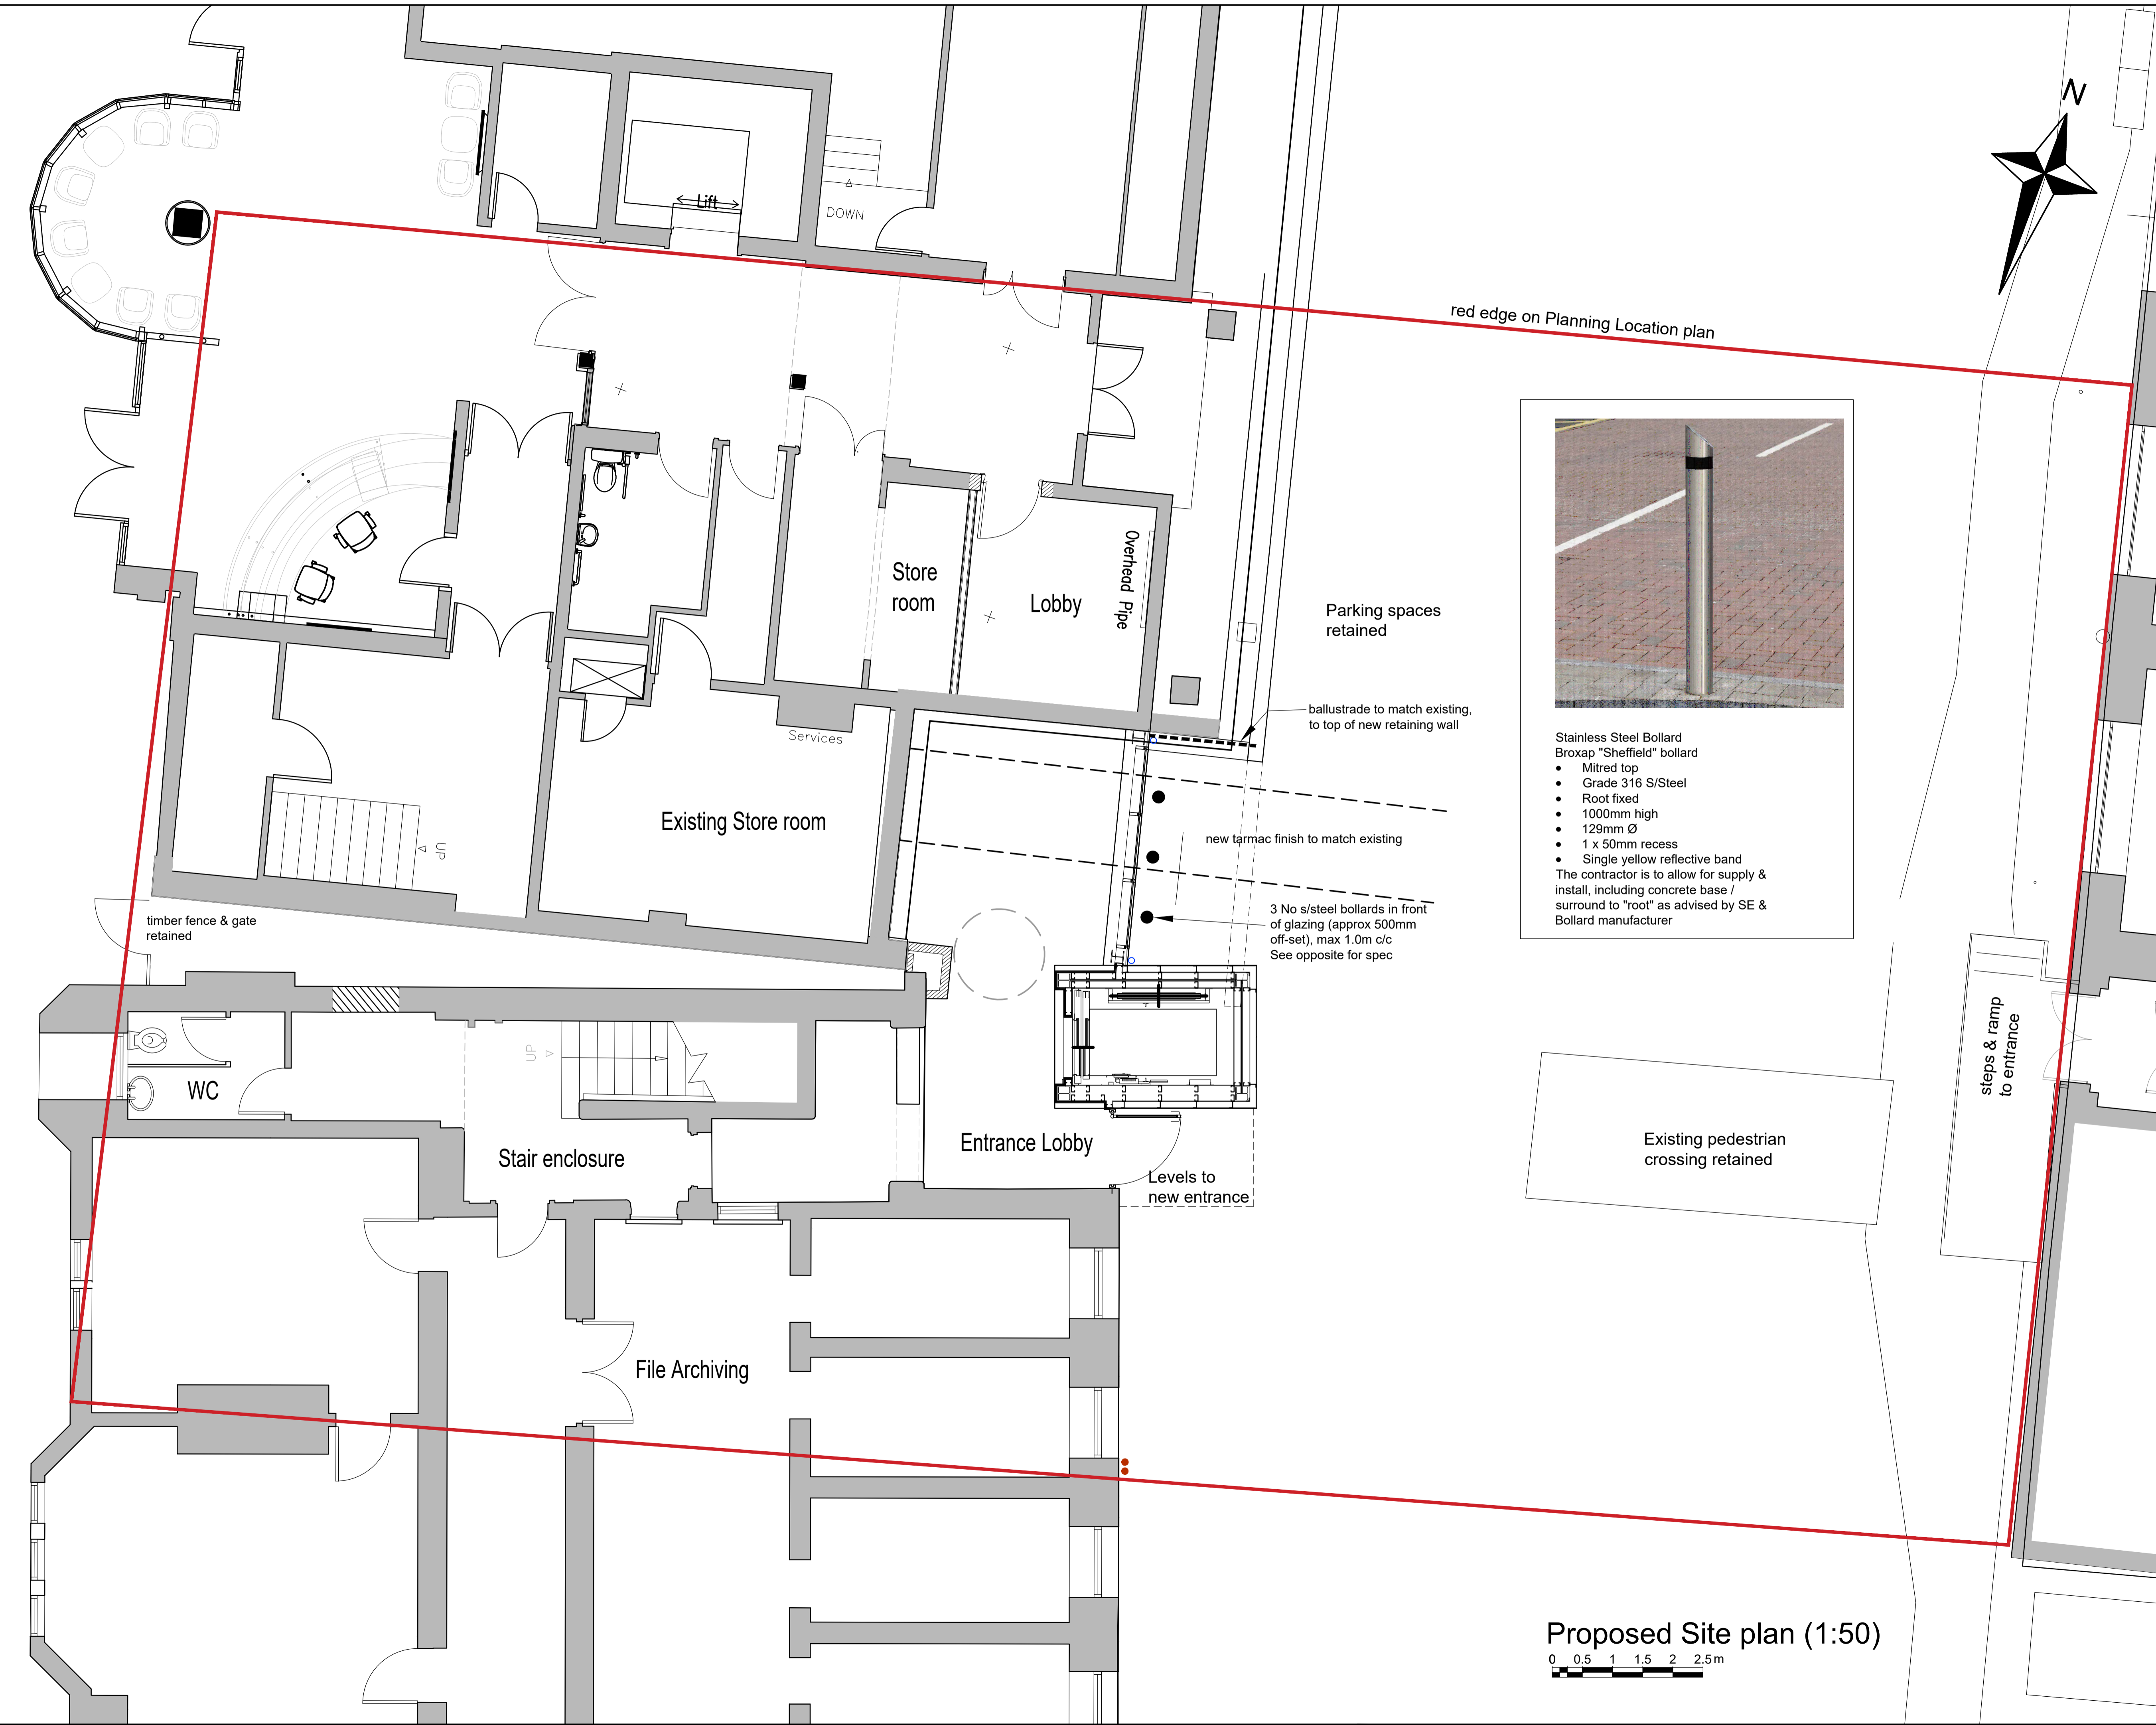 N
Lift
DOWN
red edge on Planning Location plan
Store
room
Lobby
Overhead Pipe
Parking spaces
retained
ballustrade to match existing,
to top of new retaining wall
Services
Existing Store room
UP
new tarmac finish to match existing
Stainless Steel Bollard
Broxap "Sheffield" bollard
● Mitred top
● Grade 316 S/Steel
● Root fixed
● 1000mm high
● 129mm Ø
● 1 x 50mm recess
● Single yellow reflective band
The contractor is to allow for supply &
install, including concrete base /
surround to "root" as advised by SE &
Bollard manufacturer
timber fence & gate
retained
3 No s/steel bollards in front
of glazing (approx 500mm
off-set), max 1.0m c/c
See opposite for spec
steps & ramp
to entrance
UP
WC
Stair enclosure
Entrance Lobby
Levels to
new entrance
Existing pedestrian
crossing retained
File Archiving
Proposed Site plan (1:50)
0 0.5 1 1.5 2 2.5 m